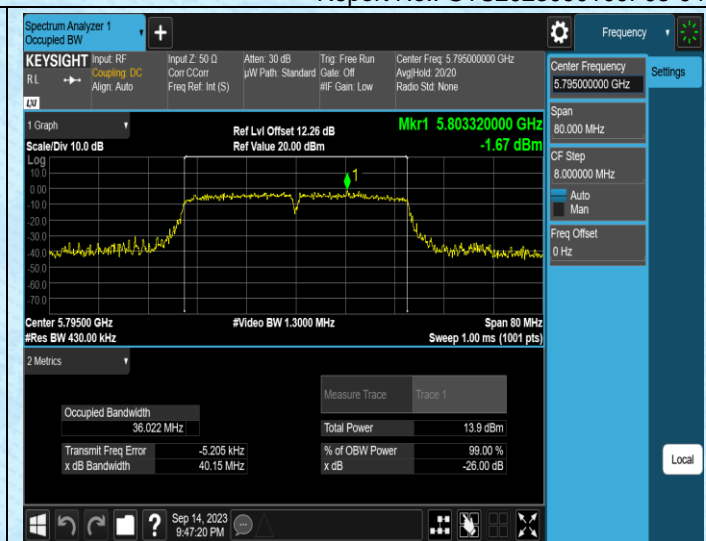 Spectrum Analyzer 1
Occupied BW
Frequency
KEYSIGHT
RL
LXI
Input: RF
Coupling: DC
Align: Auto
Input Z: 50 Ω
Corr CCorr
Freq Ref: Int (S)
Atten: 30 dB
µW Path: Standard
Trig: Free Run
Gate: Off
#IF Gain: Low
Center Freq: 5.795000000 GHz
Avg|Hold: 20/20
Radio Std: None
Center Frequency
5.795000000 GHz
Settings
Span
80.000 MHz
CF Step
8.000000 MHz
Auto
Man
Freq Offset
0 Hz
1 Graph
Scale/Div 10.0 dB
Ref Lvl Offset 12.26 dB
Ref Value 20.00 dBm
Mkr1 5.803320000 GHz
-1.67 dBm
Log
10.0
0.00
-10.0
-20.0
-30.0
-40.0
-50.0
-60.0
-70.0
1
Center 5.79500 GHz
#Video BW 1.3000 MHz
Span 80 MHz
#Res BW 430.00 kHz
Sweep 1.00 ms (1001 pts)
2 Metrics
Measure Trace Trace 1
Occupied Bandwidth
36.022 MHz
Total Power 13.9 dBm
Transmit Freq Error -5.205 kHz
% of OBW Power 99.00 %
x dB Bandwidth 40.15 MHz
x dB -26.00 dB
Local
Sep 14, 2023
9:47:20 PM